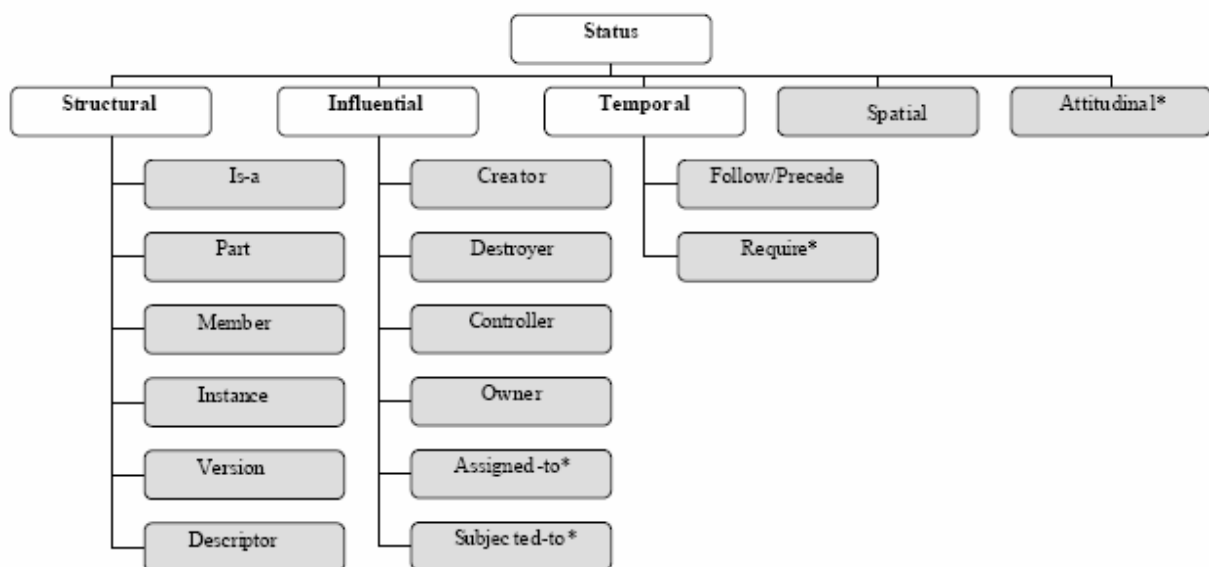 Status
Structural
Influential
Temporal
Spatial
Attitudinal*
Is-a
Creator
Follow/Precede
Part
Destroyer
Require*
Member
Controller
Instance
Owner
Version
Assigned-to*
Descriptor
Subjected-to*